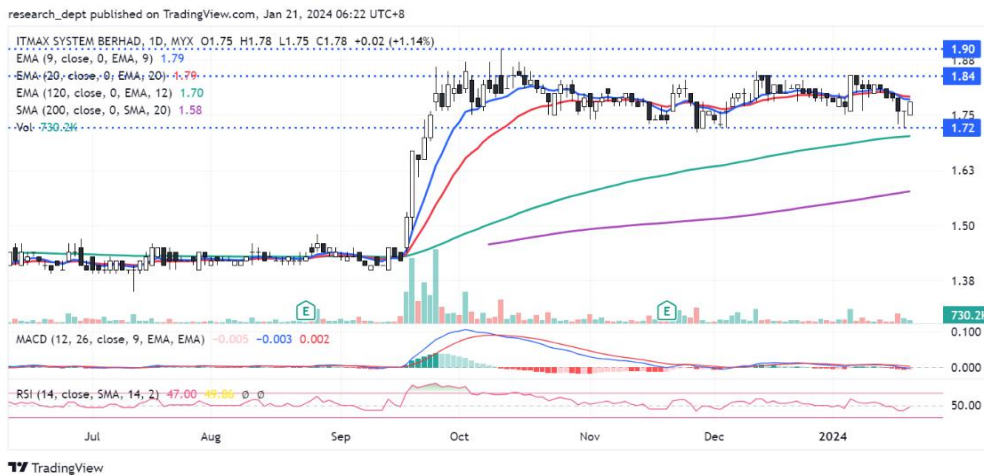 research_dept published on TradingView.com, Jan 21, 2024 06:22 UTC+8
ITMAX SYSTEM BERHAD, 1D, MYX O1.75 H1.78 L1.75 C1.78 +0.02 (+1.14%)
EMA (9, close, 0, EMA, 9) 1.79
EMA (20, close, 0, EMA, 20) 1.79
EMA (120, close, 0, EMA, 12) 1.70
SMA (200, close, 0, SMA, 20) 1.58
Vol 730.2K
1.90
1.88
1.84
1.75
1.72
1.63
1.50
1.38
E
E
730.2K
0.100
MACD (12, 26, close, 9, EMA, EMA) −0.005 −0.003 0.002
0.000
RSI (14, close, SMA, 14, 2) 47.00 49.86 ∅ ∅
50.00
Jul Aug Sep Oct Nov Dec 2024
TradingView